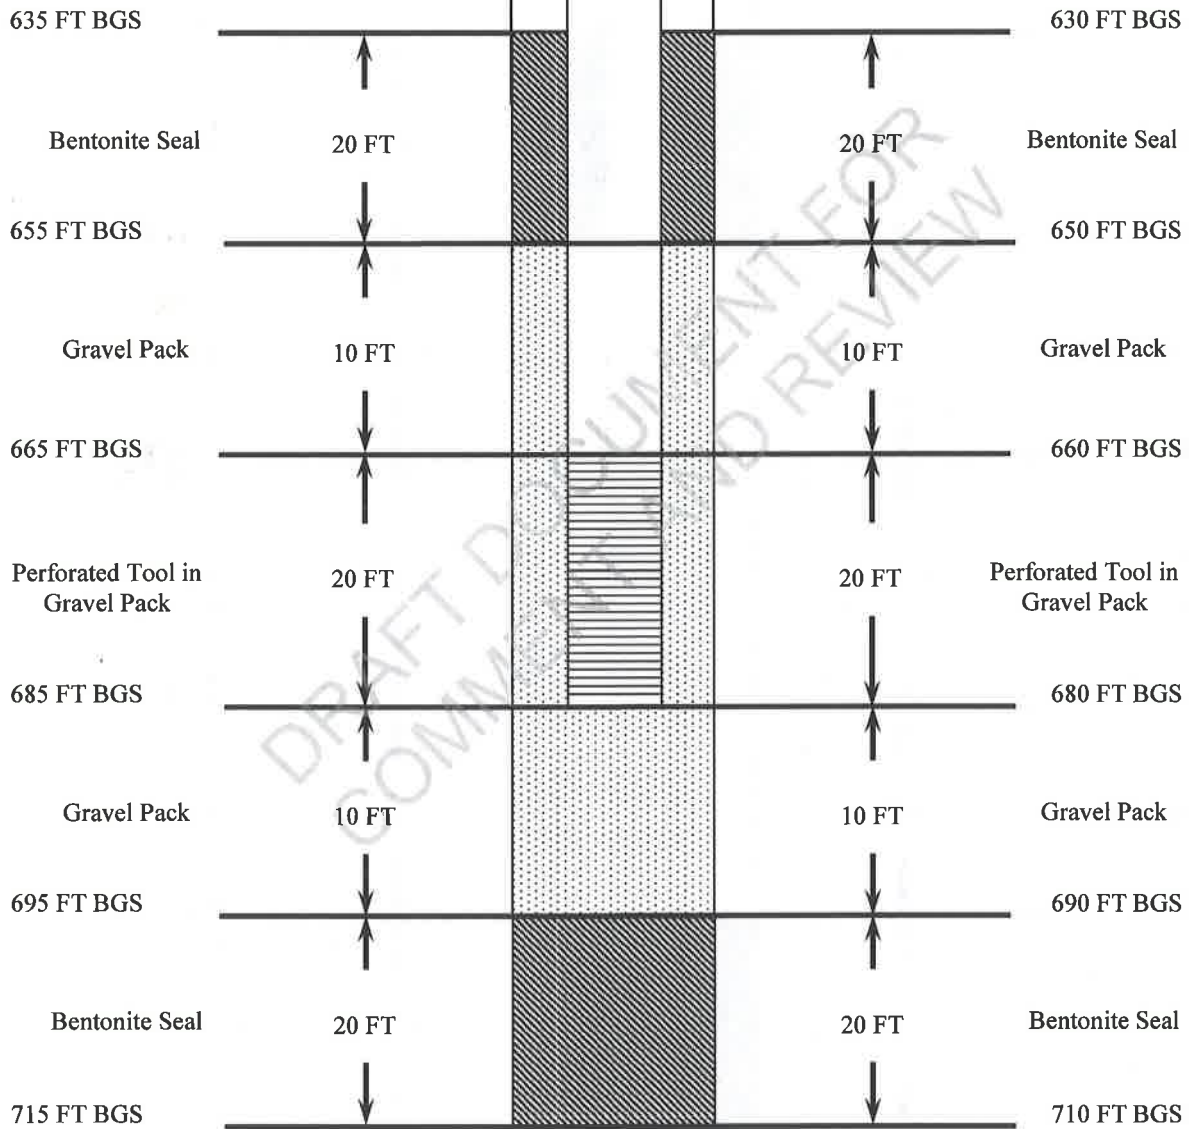 635 FT BGS
630 FT BGS
Bentonite Seal
20 FT
20 FT
Bentonite Seal
655 FT BGS
650 FT BGS
Gravel Pack
10 FT
10 FT
Gravel Pack
665 FT BGS
660 FT BGS
Perforated Tool in
Gravel Pack
20 FT
20 FT
Perforated Tool in
Gravel Pack
685 FT BGS
680 FT BGS
Gravel Pack
10 FT
10 FT
Gravel Pack
695 FT BGS
690 FT BGS
Bentonite Seal
20 FT
20 FT
Bentonite Seal
715 FT BGS
710 FT BGS
DRAFT DOCUMENT FOR
COMMENT AND REVIEW